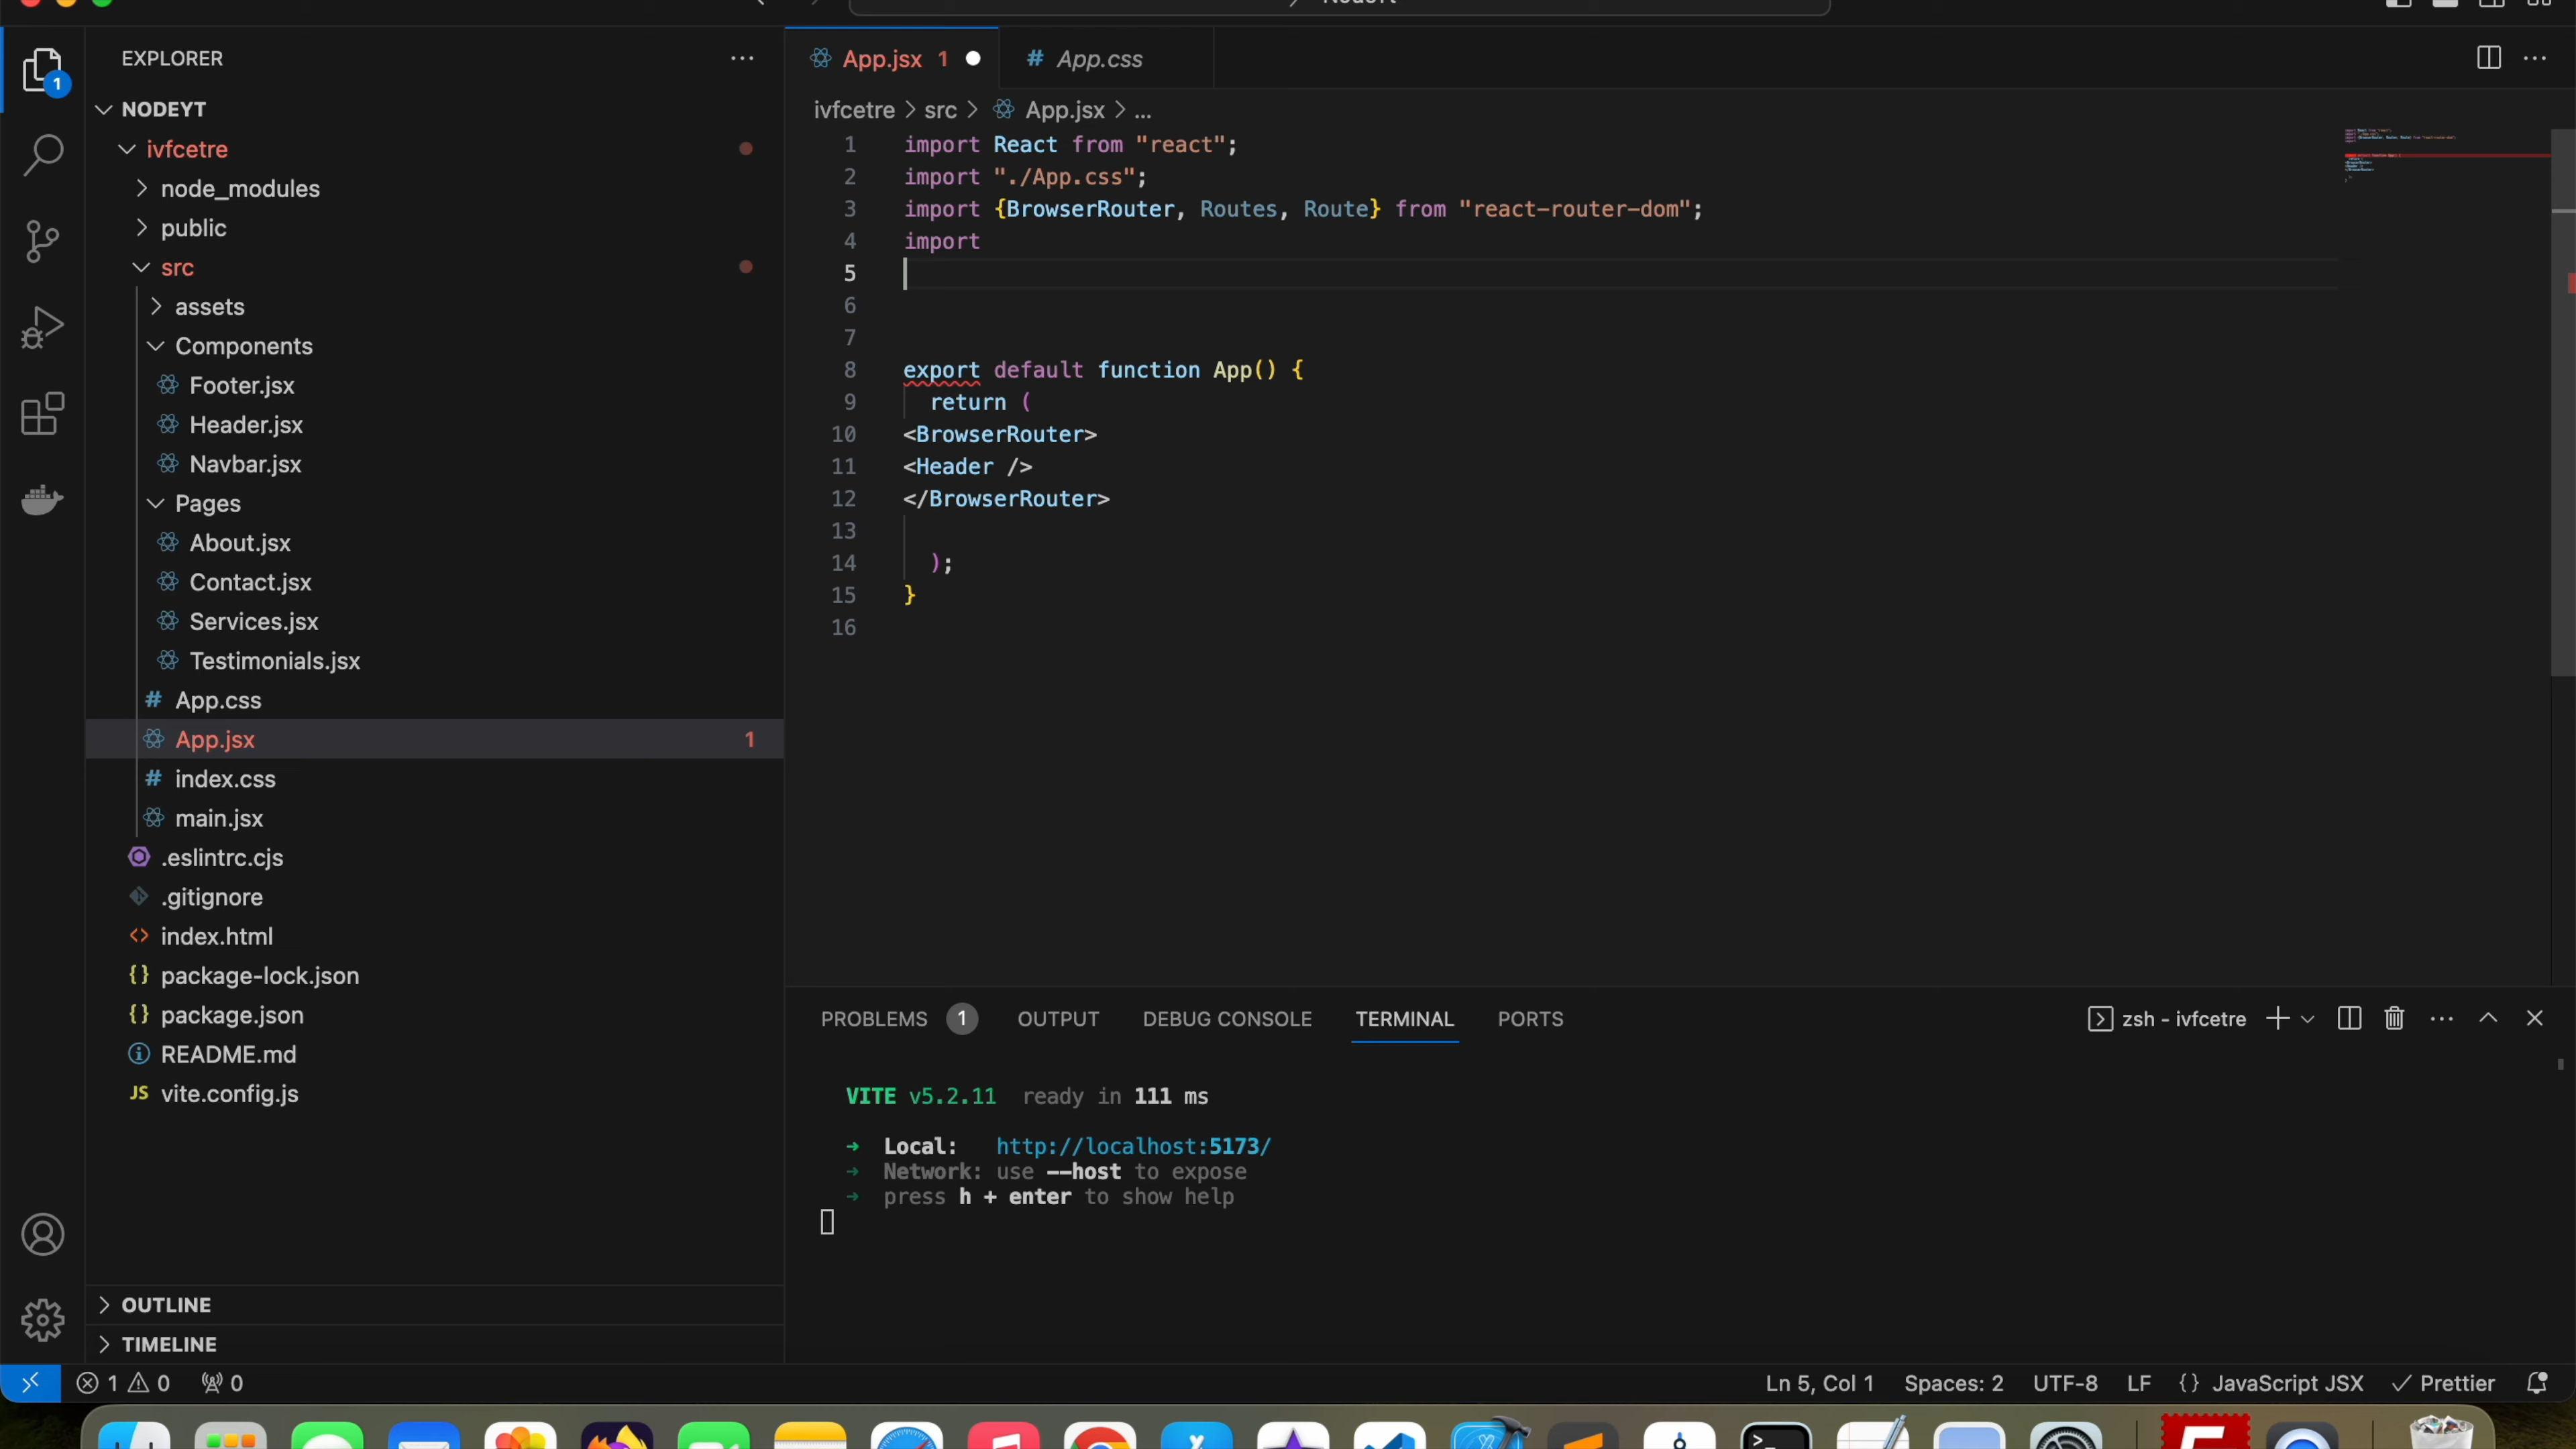 EXPLORER
1
NODEYT
ivfcetre
node_modules
public
src
assets
Components
Footer.jsx
Header.jsx
Navbar.jsx
Pages
About.jsx
Contact.jsx
Services.jsx
Testimonials.jsx
# App.css
App.jsx 1
# index.css
main.jsx
.eslintrc.cjs
.gitignore
<> index.html
{} package-lock.json
{} package.json
README.md
JS vite.config.js
OUTLINE
TIMELINE
App.jsx 1
# App.css
ivfcetre > src > App.jsx > ...
1 import React from "react";
2 import "./App.css";
3 import {BrowserRouter, Routes, Route} from "react-router-dom";
4 import
5
6
7
8 export default function App() {
9 return (
10 <BrowserRouter>
11 <Header />
12 </BrowserRouter>
13
14 );
15 }
16
PROBLEMS 1 OUTPUT DEBUG CONSOLE TERMINAL PORTS
zsh - ivfcetre
VITE v5.2.11 ready in 111 ms
➜ Local: http://localhost:5173/
➜ Network: use --host to expose
➜ press h + enter to show help
1 0 0
Ln 5, Col 1 Spaces: 2 UTF-8 LF {} JavaScript JSX Prettier